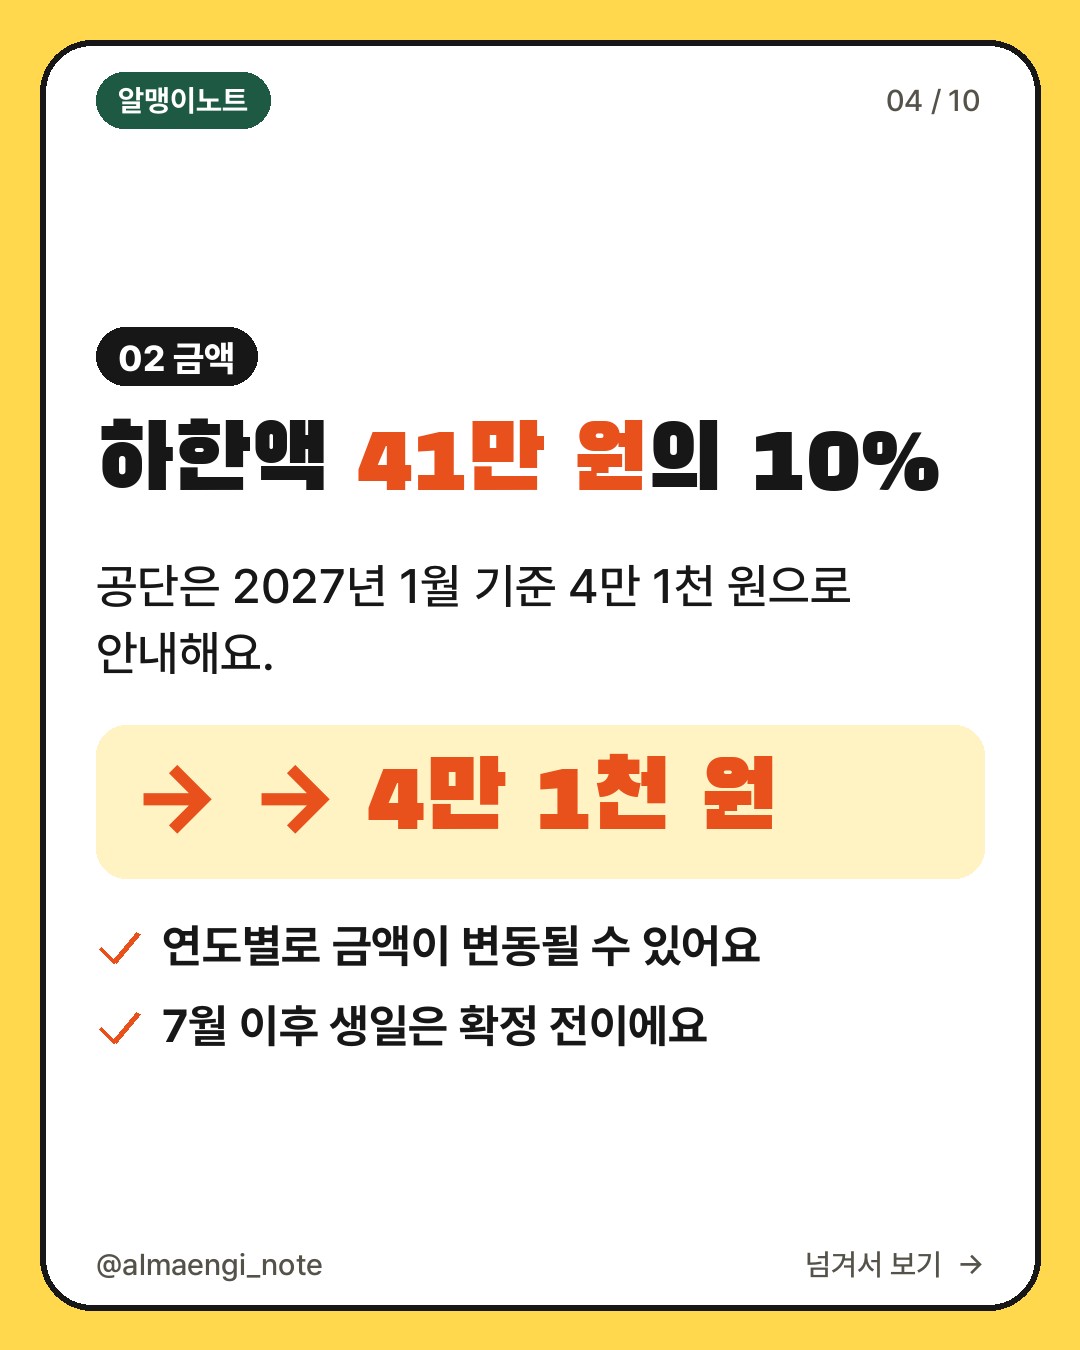 알맹이노트
04 / 10
02 금액
하한액 41만 원의 10%
공단은 2027년 1월 기준 4만 1천 원으로
안내해요.
→ → 4만 1천 원
연도별로 금액이 변동될 수 있어요
7월 이후 생일은 확정 전이에요
@almaengi_note
넘겨서 보기 →